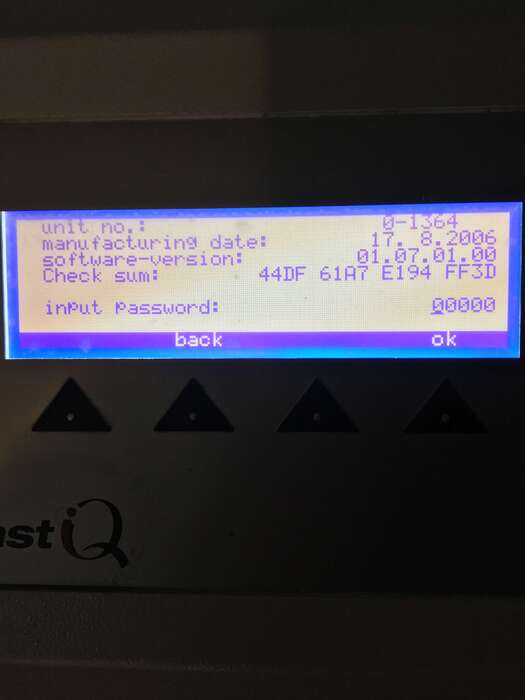 unit no.: 0-1364
manufacturing date: 17. 8.2006
software-version: 01.07.01.00
Check sum: 44DF 61A7 E194 FF3D
input password: 00000
back ok